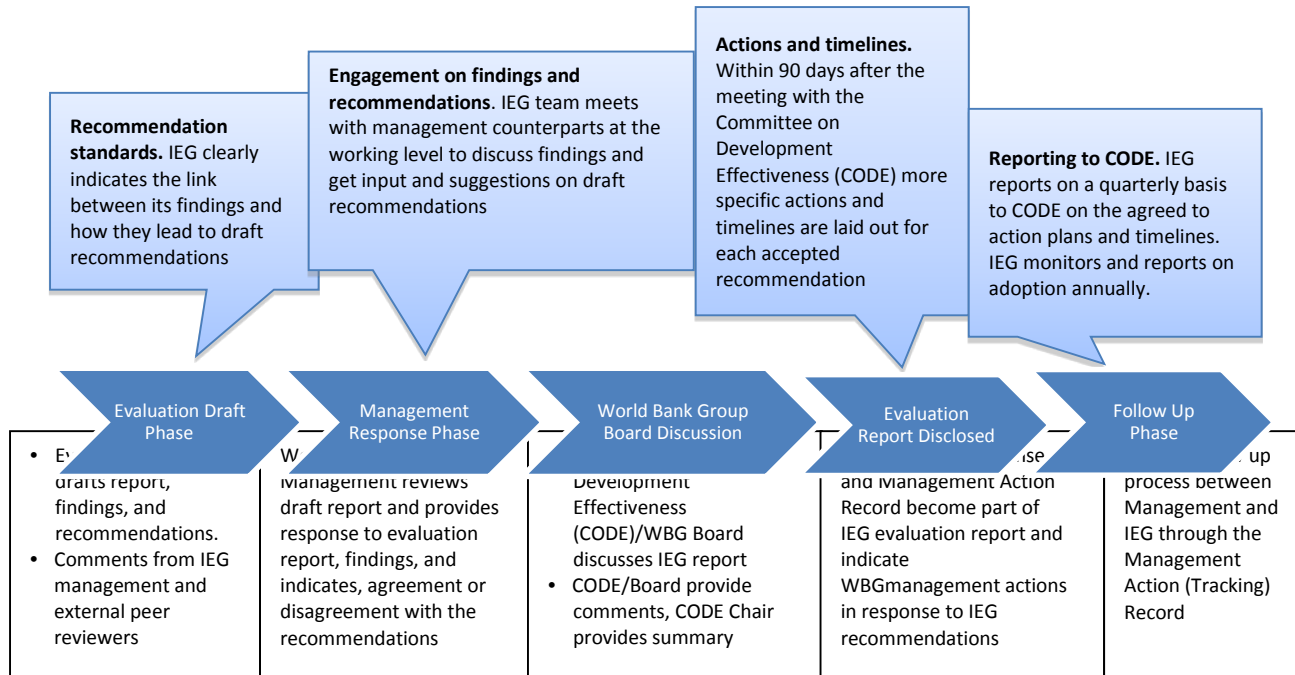 Recommendation
standards. IEG clearly
indicates the link
between its findings and
how they lead to draft
recommendations
Engagement on findings and
recommendations. IEG team meets
with management counterparts at the
working level to discuss findings and
get input and suggestions on draft
recommendations
Actions and timelines.
Within 90 days after the
meeting with the
Committee on
Development
Effectiveness (CODE) more
specific actions and
timelines are laid out for
each accepted
recommendation
Reporting to CODE. IEG
reports on a quarterly basis
to CODE on the agreed to
action plans and timelines.
IEG monitors and reports on
adoption annually.
Evaluation Draft
Phase
Management
Response Phase
World Bank Group
Board Discussion
Evaluation
Report Disclosed
Follow Up
Phase
•
drafts report,
findings, and
recommendations.
• Comments from IEG
management and
external peer
reviewers
Management reviews
draft report and provides
response to evaluation
report, findings, and
indicates, agreement or
disagreement with the
recommendations
Development
Effectiveness
(CODE)/WBG Board
discusses IEG report
• CODE/Board provide
comments, CODE Chair
provides summary
and Management Action
Record become part of
IEG evaluation report and
indicate
WBGmanagement actions
in response to IEG
recommendations
up
process between
Management and
IEG through the
Management
Action (Tracking)
Record